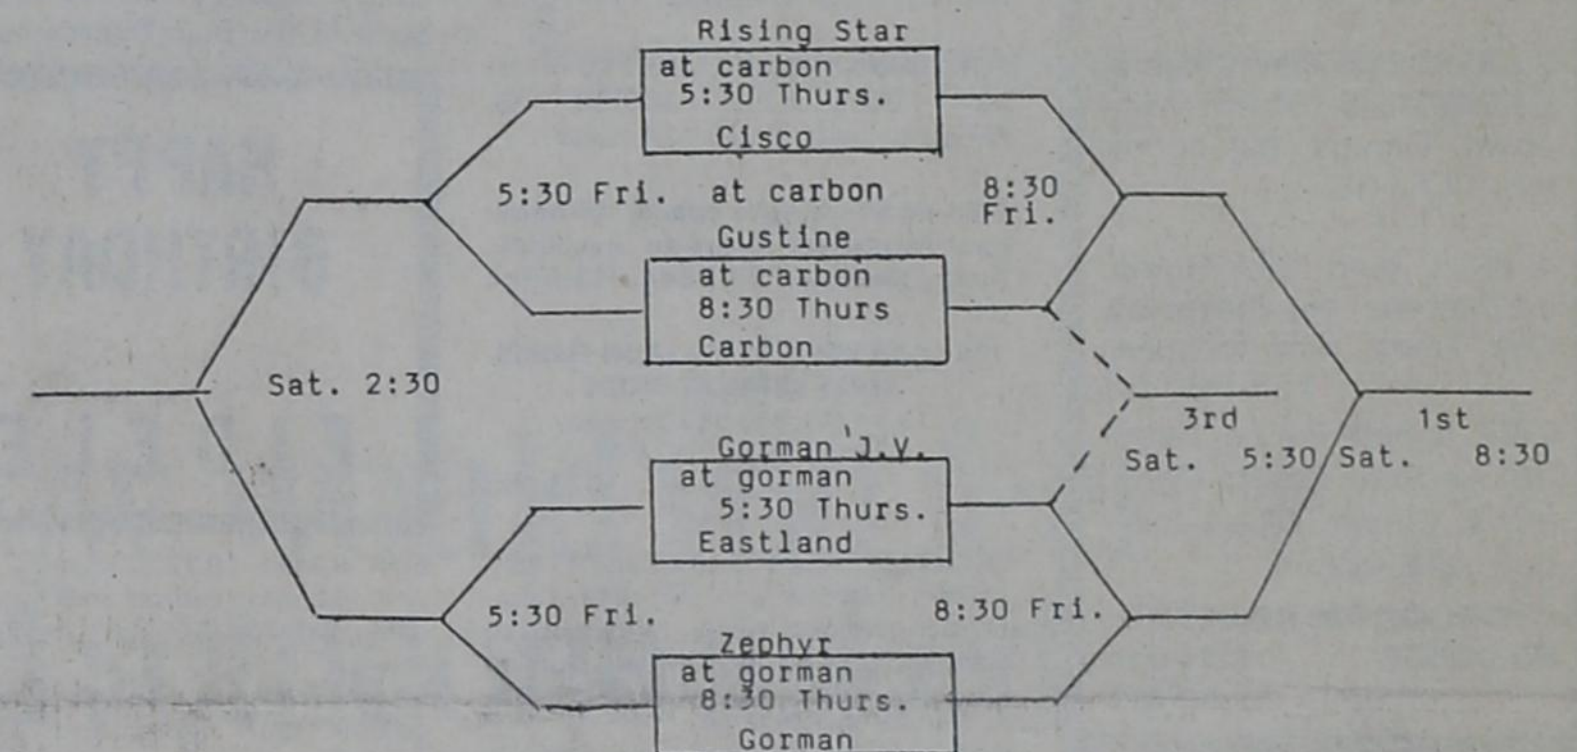 Rising Star
at carbon
5:30 Thurs.
Cisco
5:30 Fri. at carbon
8:30
Fri.
Gustine
at carbon
8:30 Thurs
Carbon
Sat. 2:30
3rd
1st
Sat. 5:30
Sat. 8:30
Gorman J.V.
at gorman
5:30 Thurs.
Eastland
5:30 Fri.
8:30 Fri.
Zephyr
at gorman
8:30 Thurs.
Gorman